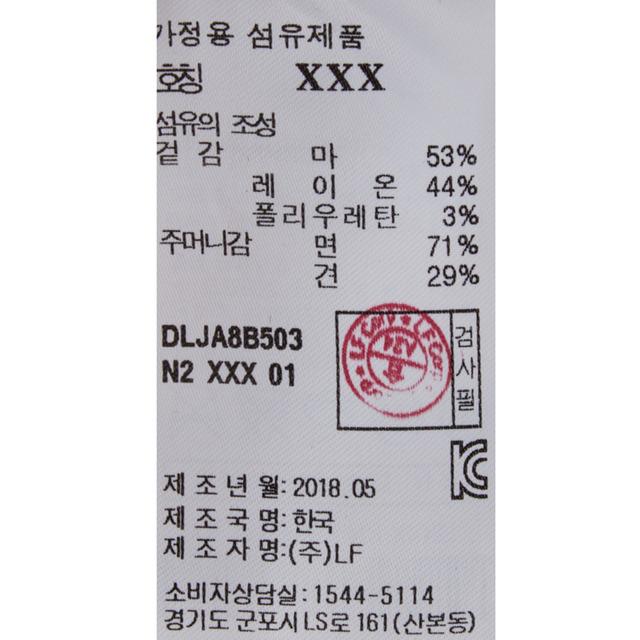 가정용 섬유제품
호칭 XXX
섬유의 조성
겉 감 마 53%
레 이 온 44%
폴리우레탄 3%
주머니감 면 71%
견 29%
DLJA8B503
N2 XXX 01
LF Corp ★ LF Corp
검사필
제 조 년 월: 2018.05
제 조 국 명: 한국
제 조 자 명:(주)LF
소비자상담실: 1544-5114
경기도 군포시 LS로 161(산본동)